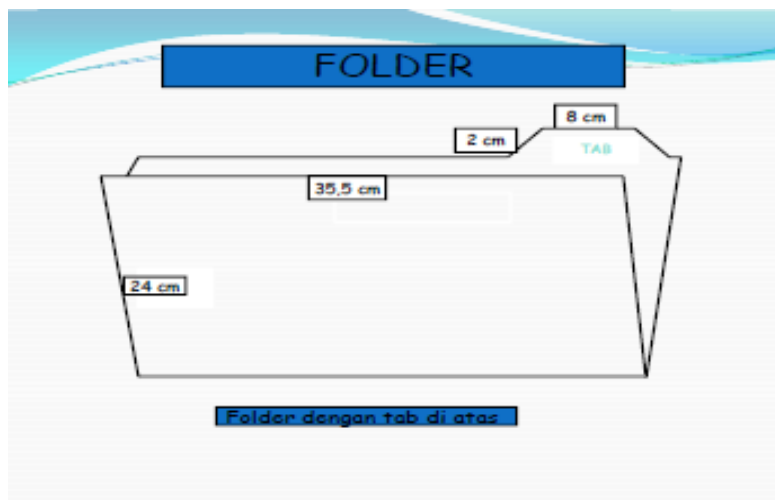 FOLDER
8 cm
2 cm
TAB
35,5 cm
24 cm
Folder dengan tab di atas